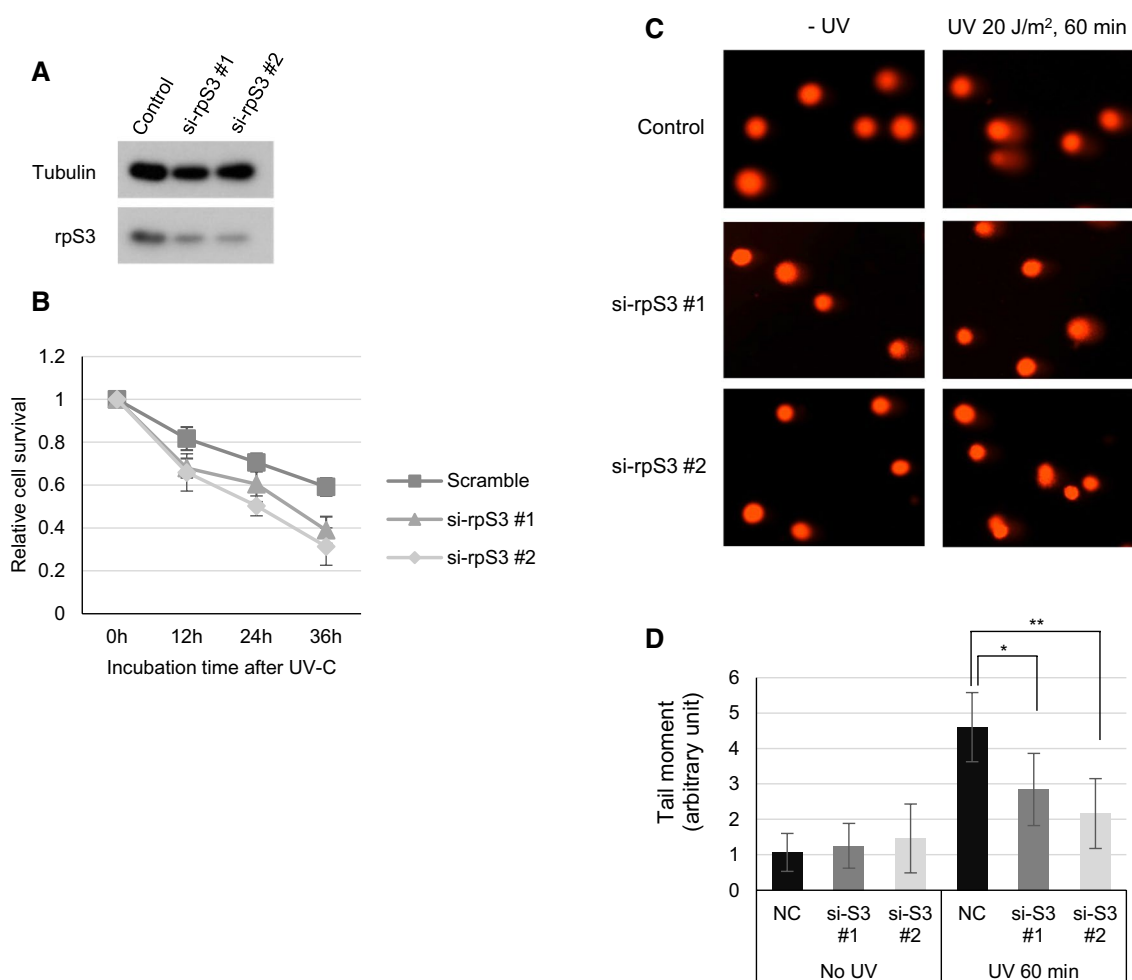 A
Control
si-rpS3 #1
si-rpS3 #2
Tubulin
rpS3
B
1.2
1
0.8
0.6
0.4
0.2
0
Relative cell survival
0h 12h 24h 36h
Incubation time after UV-C
Scramble
si-rpS3 #1
si-rpS3 #2
C
- UV
UV 20 J/m², 60 min
Control
si-rpS3 #1
si-rpS3 #2
D
**
*
6
5
4
3
2
1
0
Tail moment
(arbitrary unit)
NC si-S3 si-S3 NC si-S3 si-S3
#1 #2 #1 #2
No UV UV 60 min